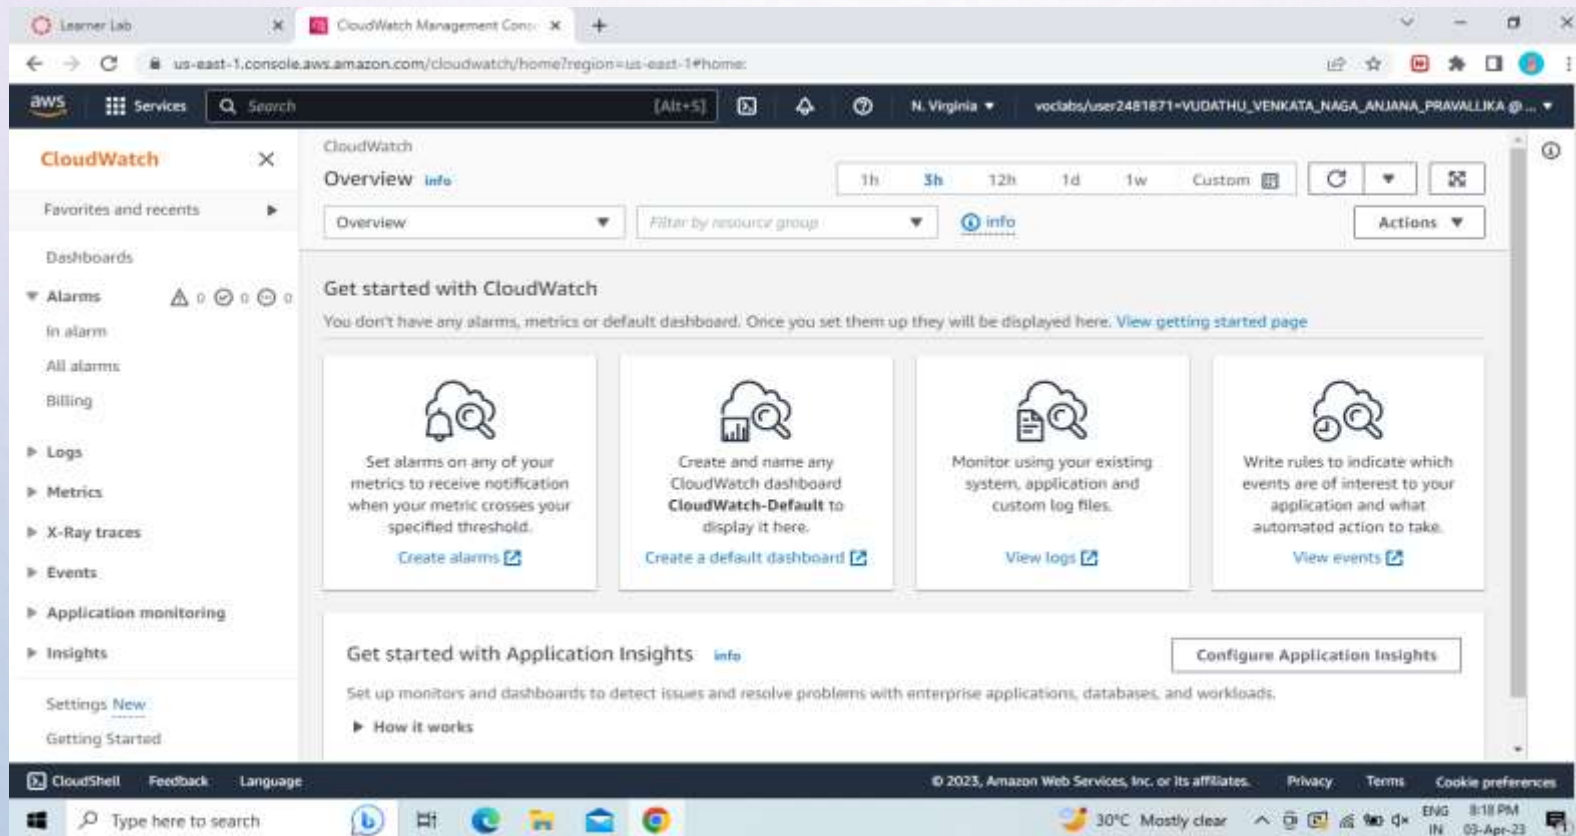 Learner Lab
CloudWatch Management Cons
us-east-1.console.aws.amazon.com/cloudwatch/home?region=us-east-1#home:
aws Services Search [Alt+S] N. Virginia voclabs/user2481871=VUDATHU_VENKATA_NAGA_ANJANA_PRAVALLIKA @ ...
CloudWatch
Favorites and recents
Dashboards
Alarms 0 0 0
In alarm
All alarms
Billing
Logs
Metrics
X-Ray traces
Events
Application monitoring
Insights
Settings New
Getting Started
CloudWatch
Overview info
1h 3h 12h 1d 1w Custom
Overview
Filter by resource group
info
Actions
Get started with CloudWatch
You don't have any alarms, metrics or default dashboard. Once you set them up they will be displayed here. View getting started page
Set alarms on any of your
metrics to receive notification
when your metric crosses your
specified threshold.
Create alarms
Create and name any
CloudWatch dashboard
CloudWatch-Default to
display it here.
Create a default dashboard
Monitor using your existing
system, application and
custom log files.
View logs
Write rules to indicate which
events are of interest to your
application and what
automated action to take.
View events
Get started with Application Insights info
Configure Application Insights
Set up monitors and dashboards to detect issues and resolve problems with enterprise applications, databases, and workloads.
How it works
CloudShell Feedback Language © 2023, Amazon Web Services, Inc. or its affiliates. Privacy Terms Cookie preferences
Type here to search
30°C Mostly clear
ENG
IN
8:18 PM
03-Apr-23